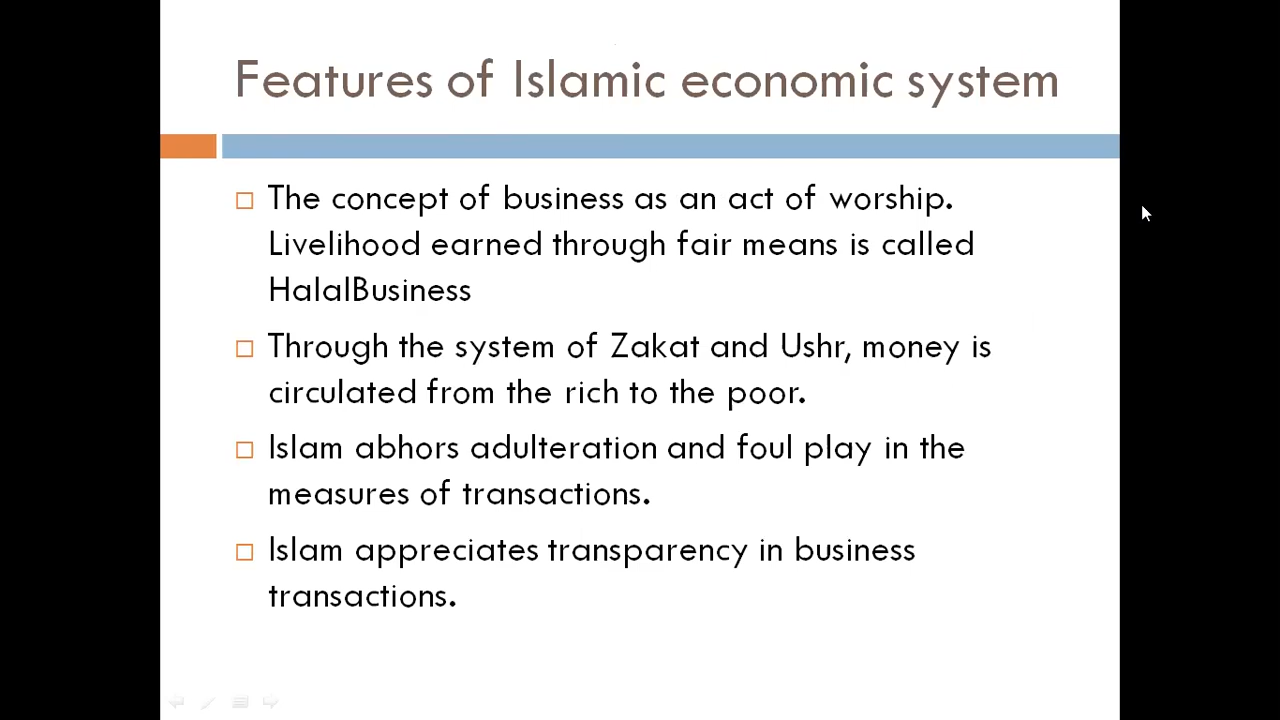 Features of Islamic economic system
The concept of business as an act of worship.
Livelihood earned through fair means is called
HalalBusiness
Through the system of Zakat and Ushr, money is
circulated from the rich to the poor.
Islam abhors adulteration and foul play in the
measures of transactions.
Islam appreciates transparency in business
transactions.